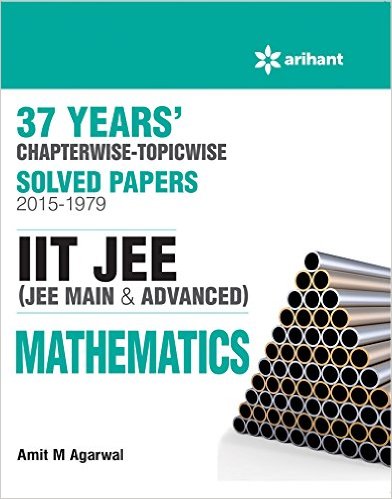 arihant
37 YEARS’
CHAPTERWISE-TOPICWISE
SOLVED PAPERS
2015-1979
IIT JEE
(JEE MAIN & ADVANCED)
MATHEMATICS
Amit M Agarwal